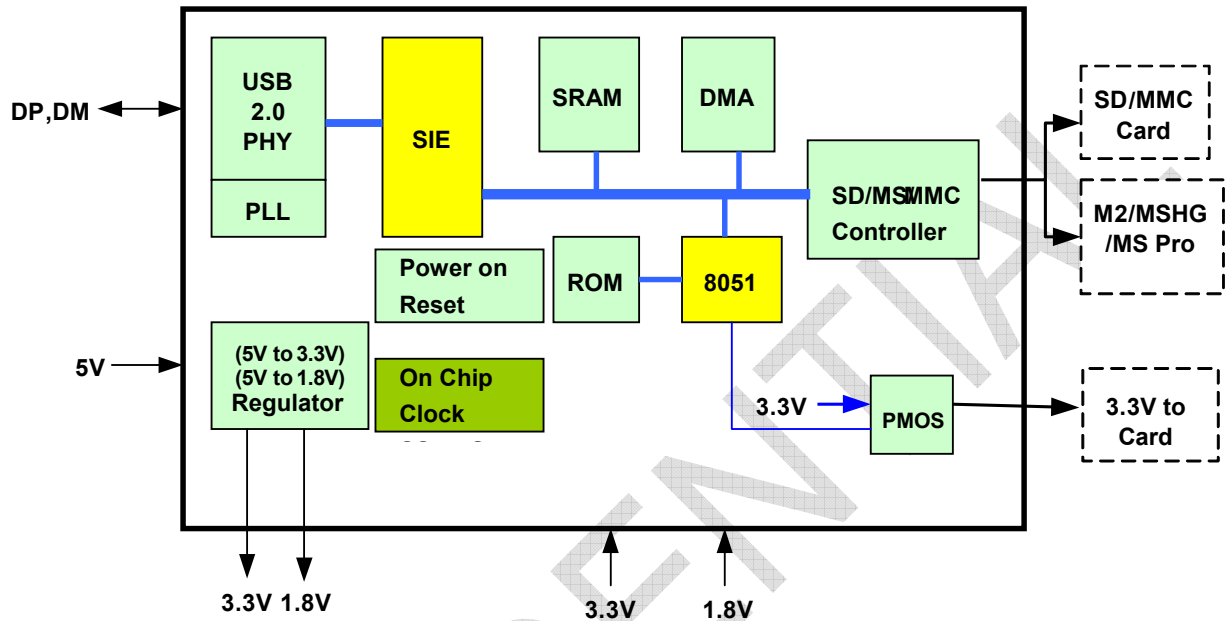 DP,DM
USB
2.0
PHY
PLL
SIE
SRAM
DMA
SD/MS/MMC
Controller
SD/MMC
Card
M2/MSHG
/MS Pro
Power on
Reset
ROM
8051
5V
(5V to 3.3V)
(5V to 1.8V)
Regulator
On Chip
Clock
3.3V
PMOS
3.3V to
Card
3.3V 1.8V
3.3V
1.8V
ENTIAL